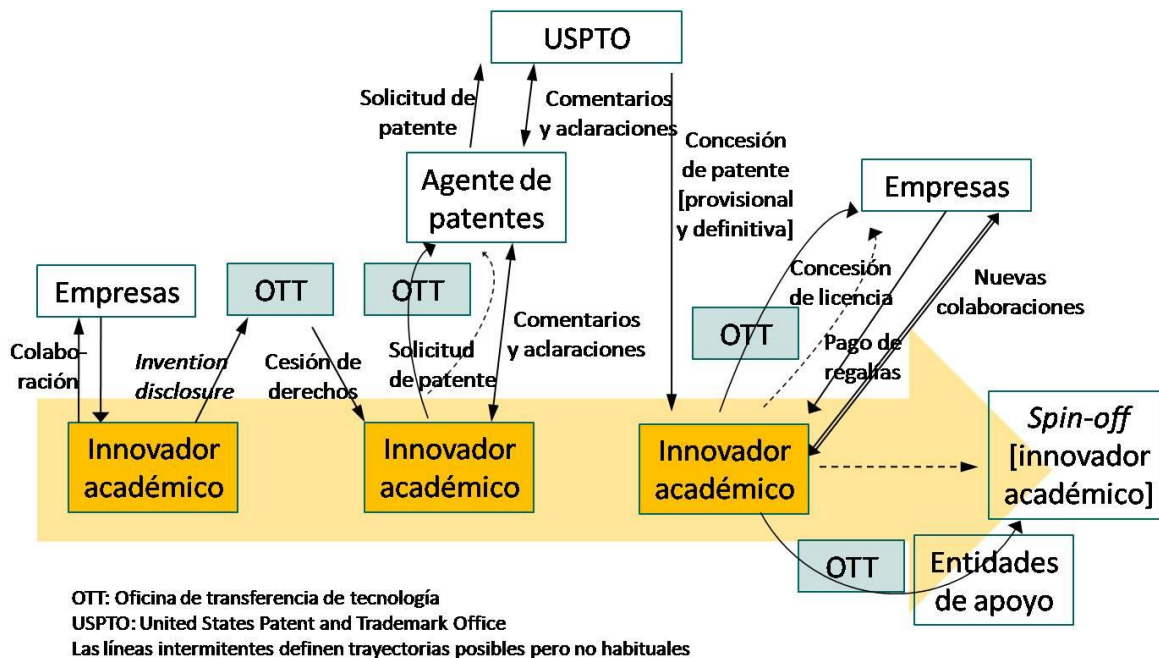 USPTO
Solicitud de
patente
Comentarios
y aclaraciones
Agente de
patentes
Concesión
de patente
[provisional
y definitiva]
Empresas
Empresas
OTT
OTT
Concesión
de licencia
Nuevas
colaboraciones
OTT
Colabo-
ración
Invention
disclosure
Cesión de
derechos
Solicitud
de patente
Comentarios
y aclaraciones
Pago de
regalías
Innovador
académico
Innovador
académico
Innovador
académico
Spin-off
[innovador
académico]
OTT
Entidades
de apoyo
OTT: Oficina de transferencia de tecnología
USPTO: United States Patent and Trademark Office
Las líneas intermitentes definen trayectorias posibles pero no habituales